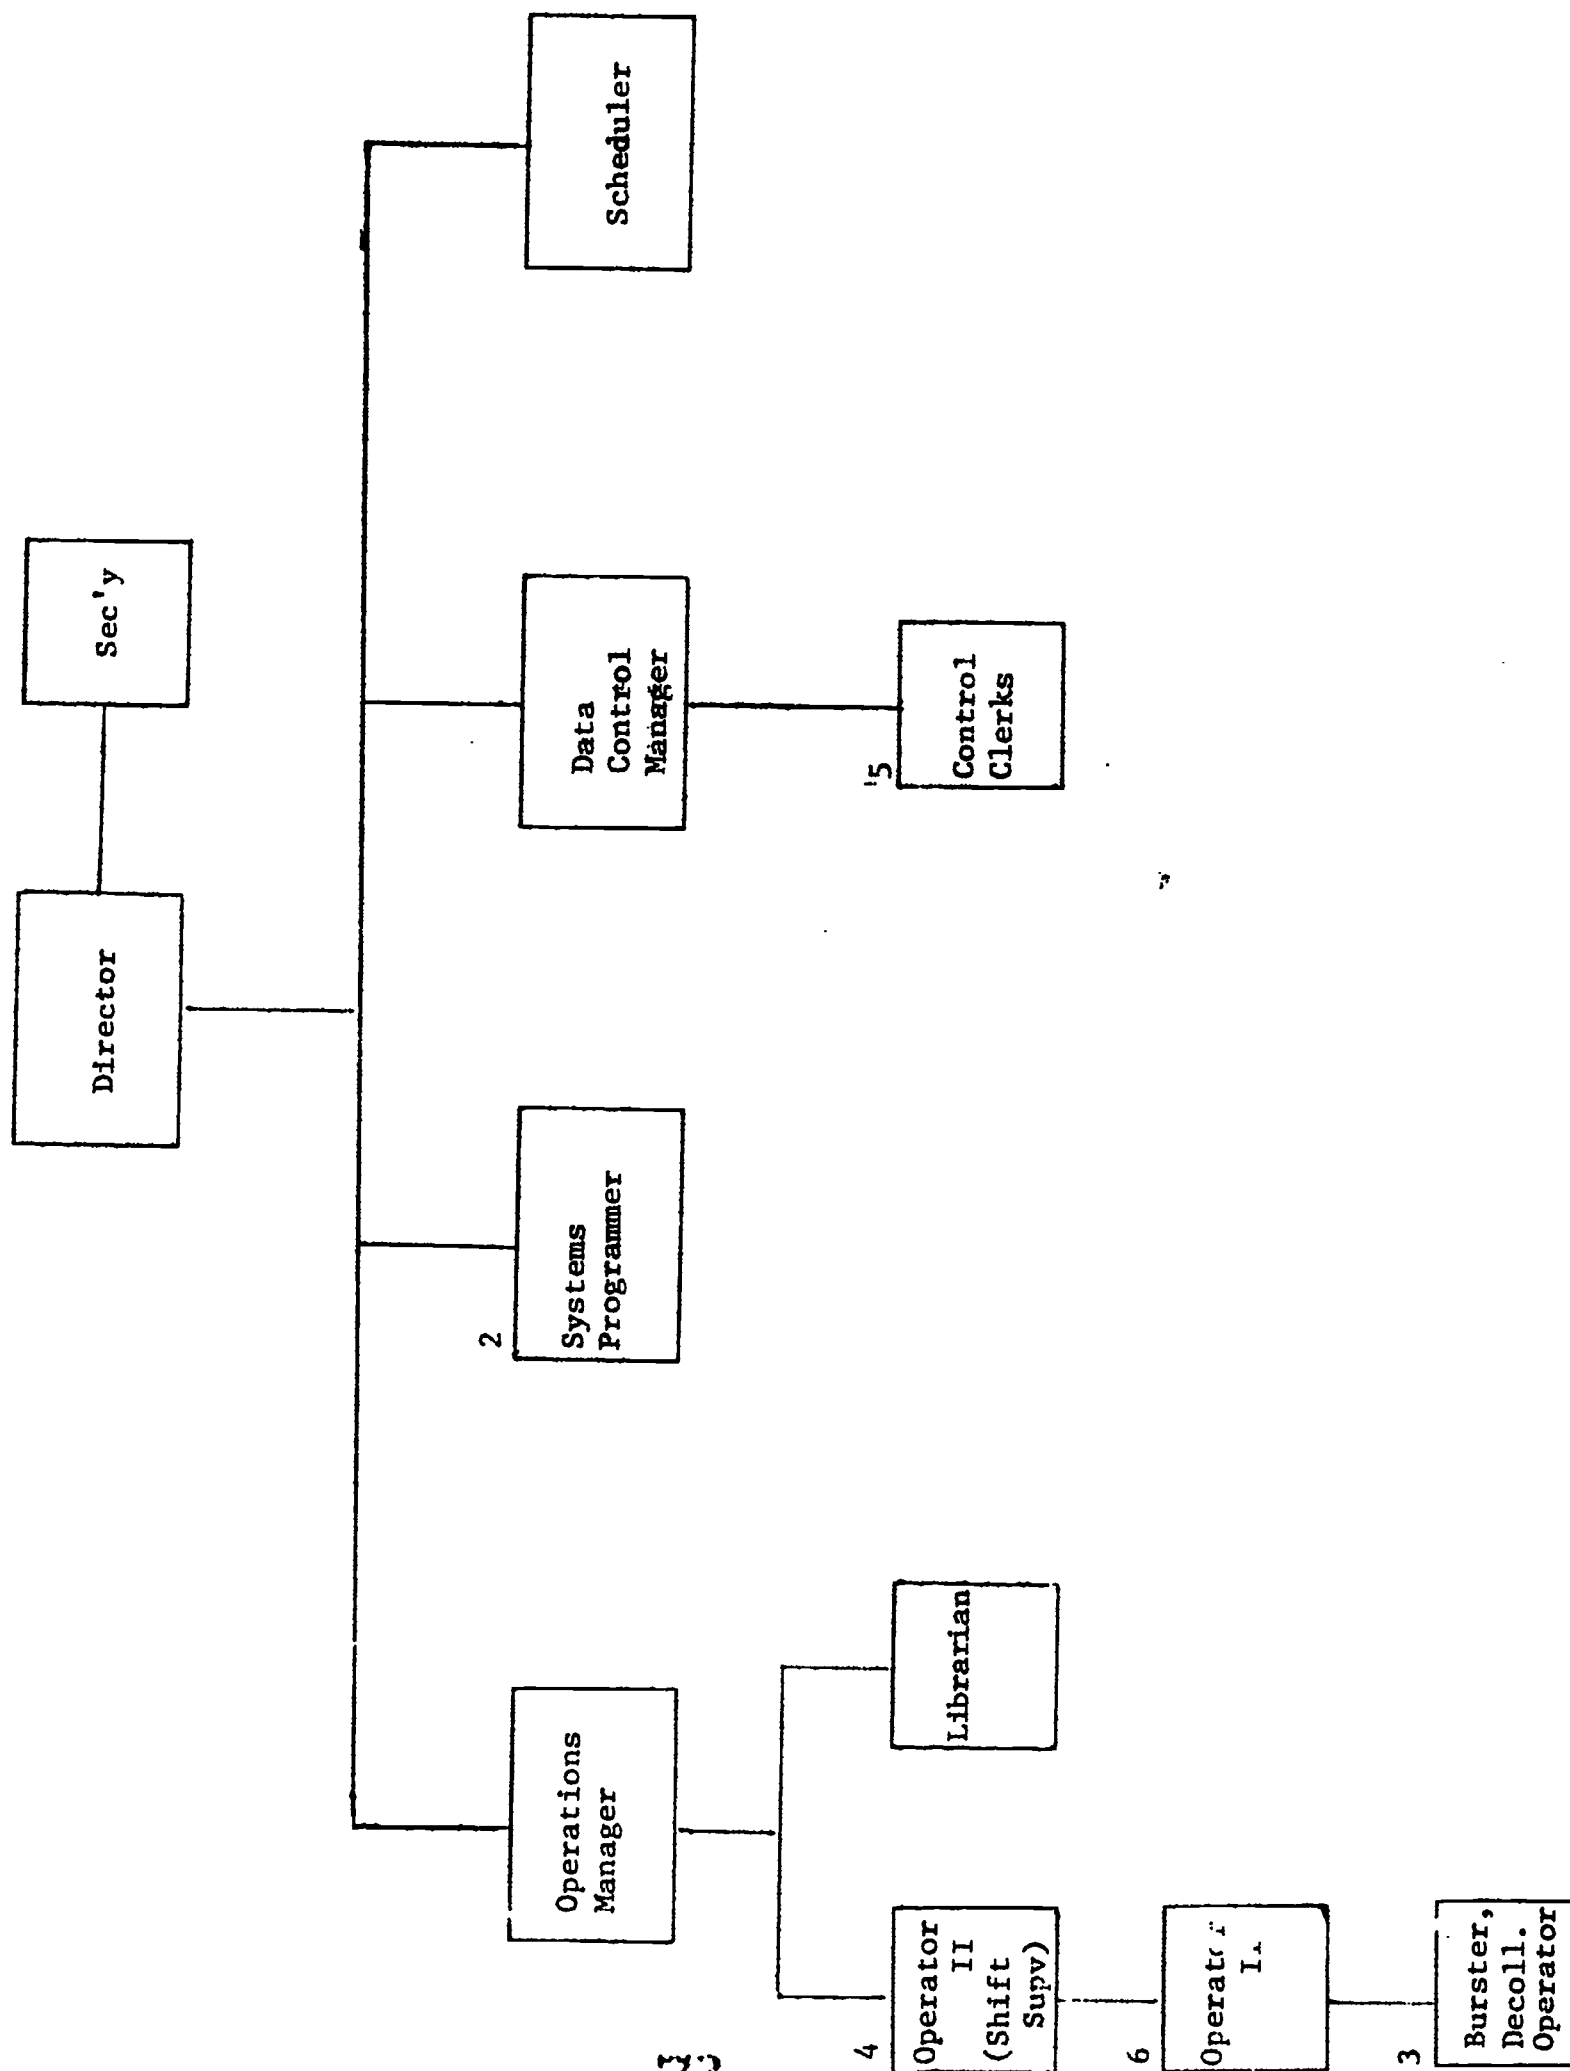 Director
Sec'y
Operations
Manager
2
Systems
Programmer
Data
Control
Manager
Scheduler
4
Operator
II
(Shift
Supv)
Librarian
5
Control
Clerks
6
Operator
3
Burster,
Decoll.
Operator